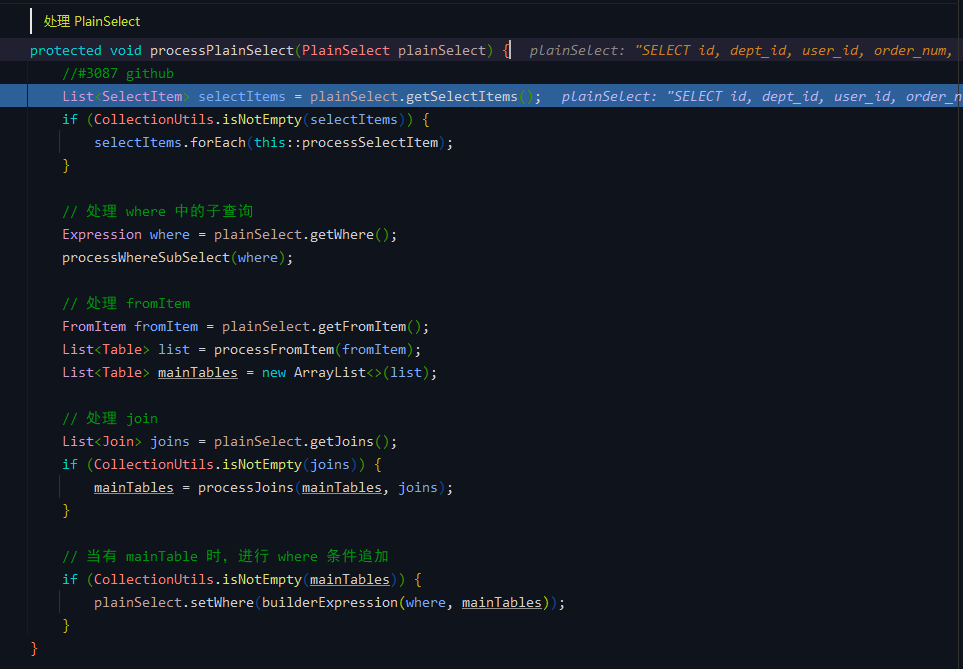 处理 PlainSelect
protected void processPlainSelect(PlainSelect plainSelect) {  plainSelect: "SELECT id, dept_id, user_id, order_num,
//#3087 github
List<SelectItem> selectItems = plainSelect.getSelectItems();  plainSelect: "SELECT id, dept_id, user_id, order_n
if (CollectionUtils.isNotEmpty(selectItems)) {
selectItems.forEach(this::processSelectItem);
}
// 处理 where 中的子查询
Expression where = plainSelect.getWhere();
processWhereSubSelect(where);
// 处理 fromItem
FromItem fromItem = plainSelect.getFromItem();
List<Table> list = processFromItem(fromItem);
List<Table> mainTables = new ArrayList<>(list);
// 处理 join
List<Join> joins = plainSelect.getJoins();
if (CollectionUtils.isNotEmpty(joins)) {
mainTables = processJoins(mainTables, joins);
}
// 当有 mainTable 时，进行 where 条件追加
if (CollectionUtils.isNotEmpty(mainTables)) {
plainSelect.setWhere(builderExpression(where, mainTables));
}
}